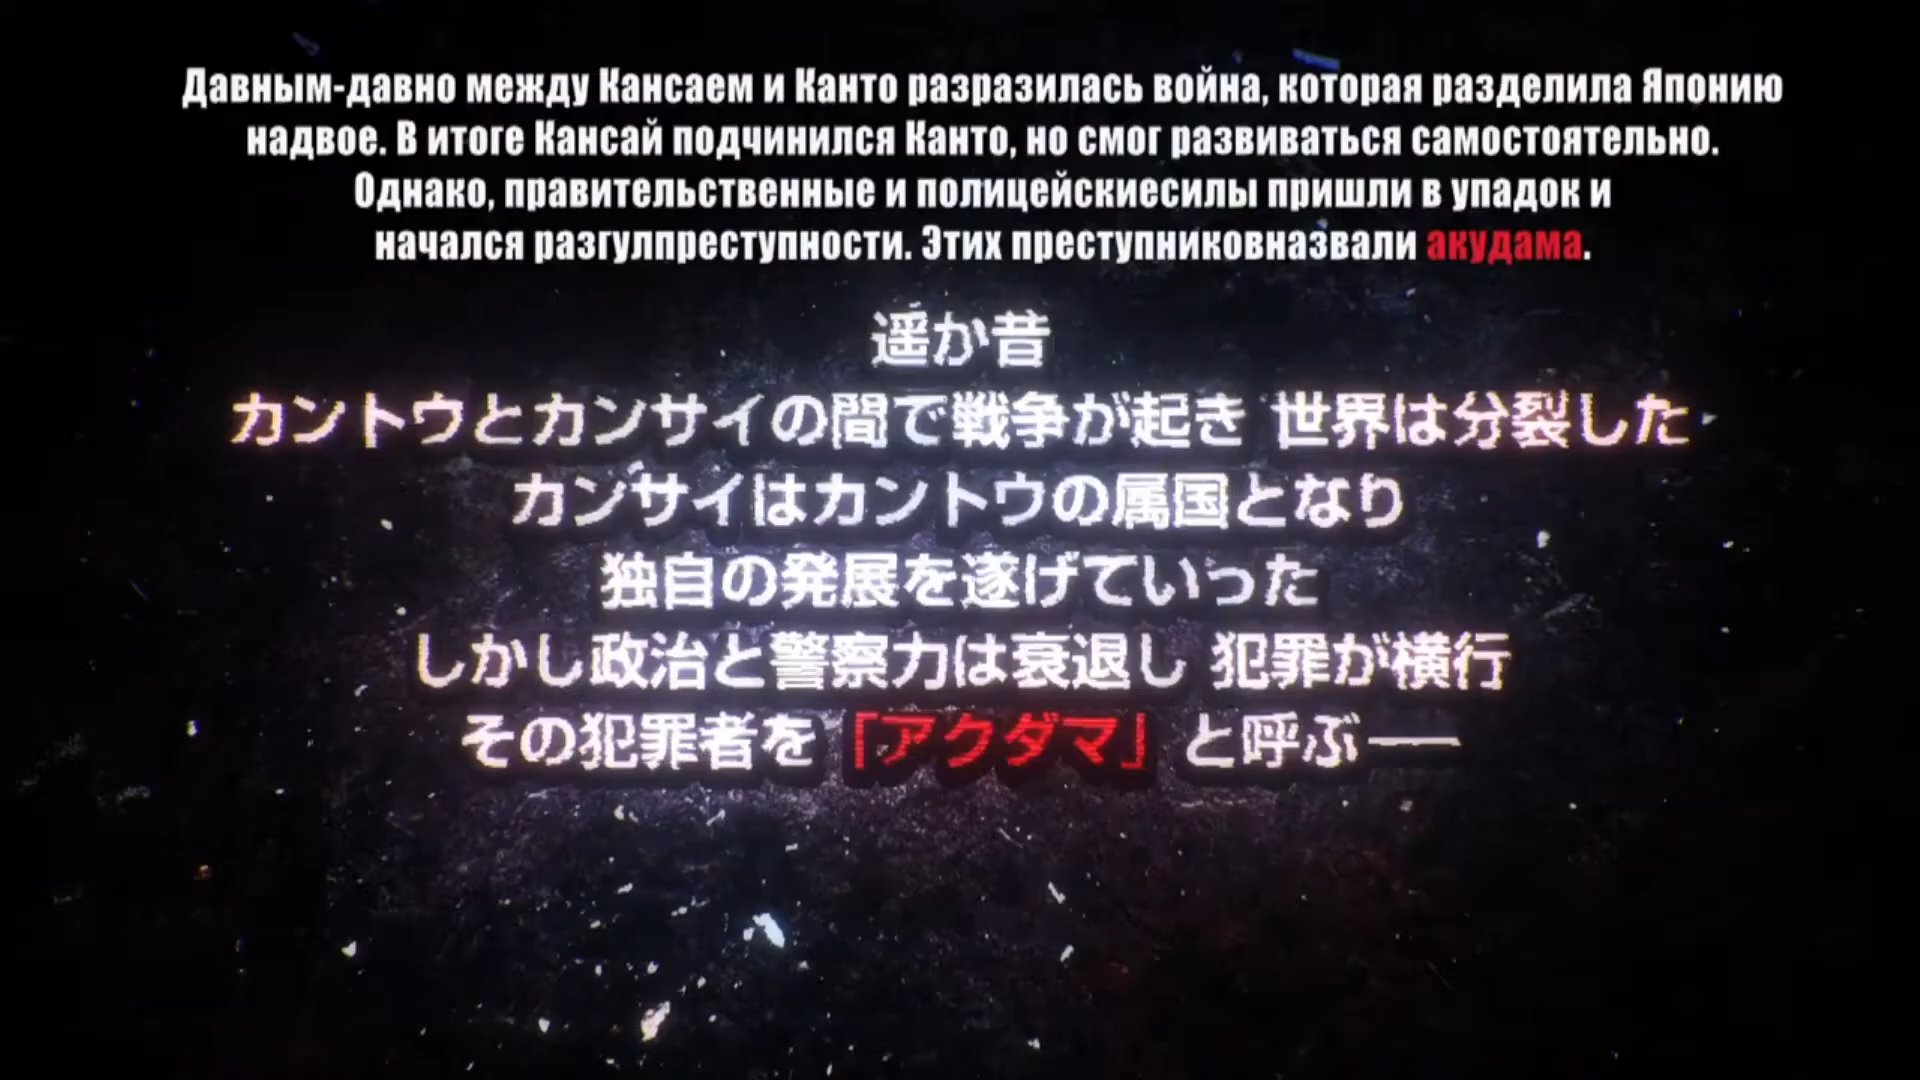 Давным-давно между Кансаем и Канто разразилась война, которая разделила Японию
надвое. В итоге Кансай подчинился Канто, но смог развиваться самостоятельно.
Однако, правительственные и полицейскиесилы пришли в упадок и
начался разгулпреступности. Этих преступниковназвали акудама.
遥か昔
カントウとカンサイの間で戦争が起き 世界は分裂した
カンサイはカントウの属国となり
独自の発展を遂げていった
しかし政治と警察力は衰退し 犯罪が横行
その犯罪者を「アクダマ」と呼ぶ――